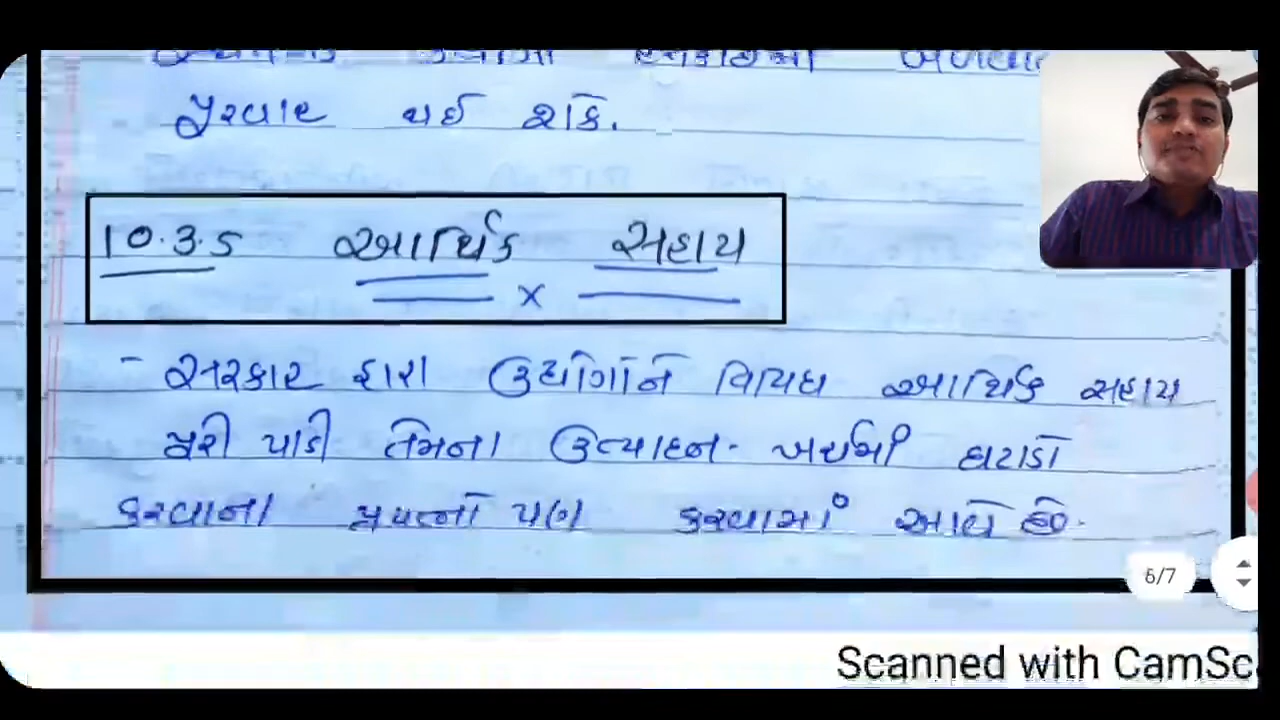 પુરવાર થઈ શકે.
10.3.5 આર્થિક સહાય
x
- સરકાર દ્વારા ઉદ્યોગોને વિવિધ આર્થિક સહાય
પુરી પાડી તેમના ઉત્પાદન- ખર્ચમાં ઘટાડો
કરવાના પ્રયત્નો પણ કરવામાં આવે છે.
6/7
Scanned with CamSc